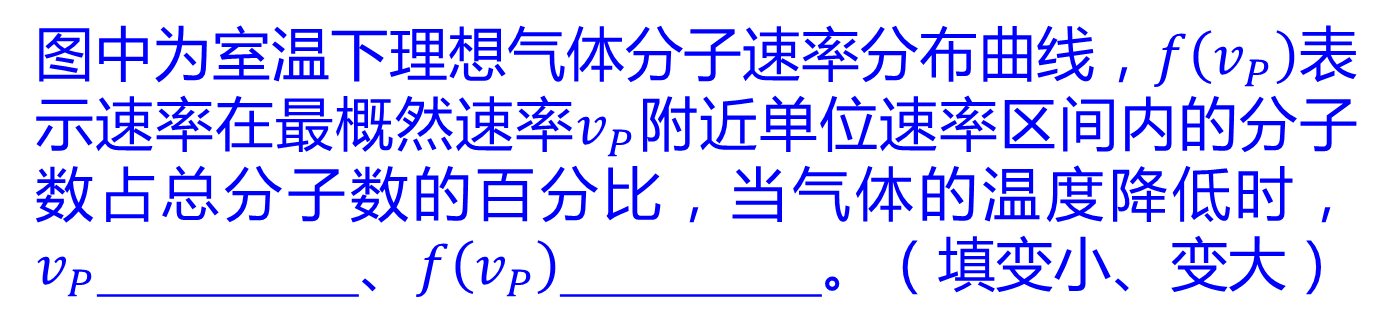 图中为室温下理想气体分子速率分布曲线，f(v_P)表
示速率在最概然速率v_P附近单位速率区间内的分子
数占总分子数的百分比，当气体的温度降低时，
v_P________、f(v_P)________。（填变小、变大）